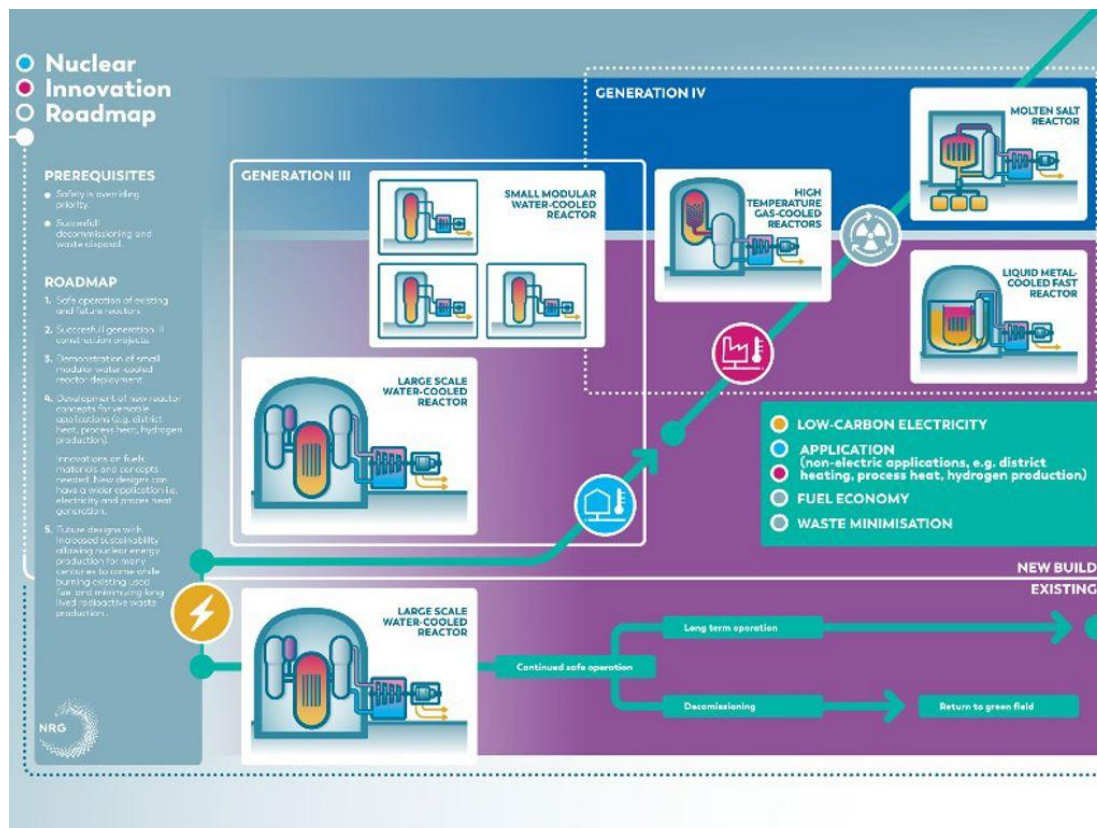 Nuclear
Innovation
Roadmap
PREREQUISITES
Safety is overriding
priority.
Succesfull
decommissioning and
waste disposal.
ROADMAP
1. Safe operation of existing
and future reactors
2. Succesfull generation III
construction projects
3. Demonstration of small
modular water-cooled
reactor deployment
4. Development of new reactor
concepts for versatile
applications (e.g. district
heat, process heat, hydrogen
production).
Innovations on fuels,
materials and concepts
needed. New designs can
have a wider application i.e.
electricity and proces heat
generation.
5. Future designs with
increased sustainability
allowing nuclear energy
production for many
centuries to come while
burning existing used
fuel and minimizing long
lived radioactive waste
production.
NRG
GENERATION III
SMALL MODULAR
WATER-COOLED
REACTOR
LARGE SCALE
WATER-COOLED
REACTOR
GENERATION IV
HIGH
TEMPERATURE
GAS-COOLED
REACTORS
MOLTEN SALT
REACTOR
LIQUID METAL-
COOLED FAST
REACTOR
LOW-CARBON ELECTRICITY
APPLICATION
(non-electric applications, e.g. district
heating, process heat, hydrogen production)
FUEL ECONOMY
WASTE MINIMISATION
NEW BUILD
EXISTING
LARGE SCALE
WATER-COOLED
REACTOR
Continued safe operation
Long term operation
Decomissioning
Return to green field